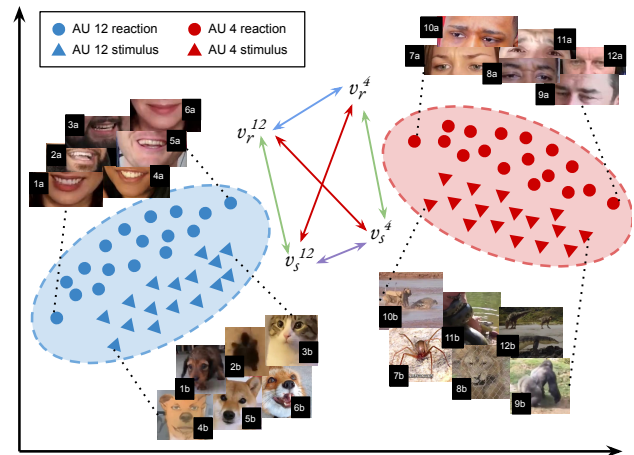 AU 12 reaction
AU 4 reaction
AU 12 stimulus
AU 4 stimulus
10a
11a
7a
12a
8a
9a
6a
3a
5a
2a
1a
4a
v_r^4
v_r^12
v_s^4
v_s^12
10b
11b
12b
7b
8b
9b
3b
2b
1b
6b
5b
4b